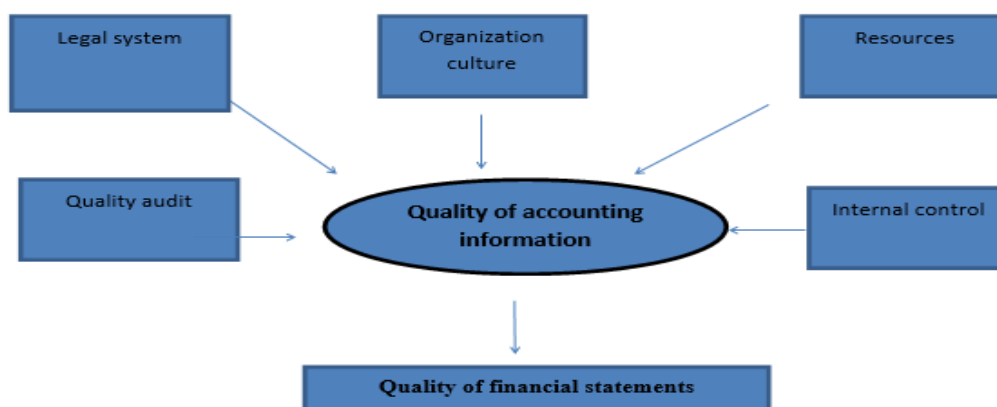 Legal system
Organization
culture
Resources
Quality audit
Quality of accounting
information
Internal control
Quality of financial statements